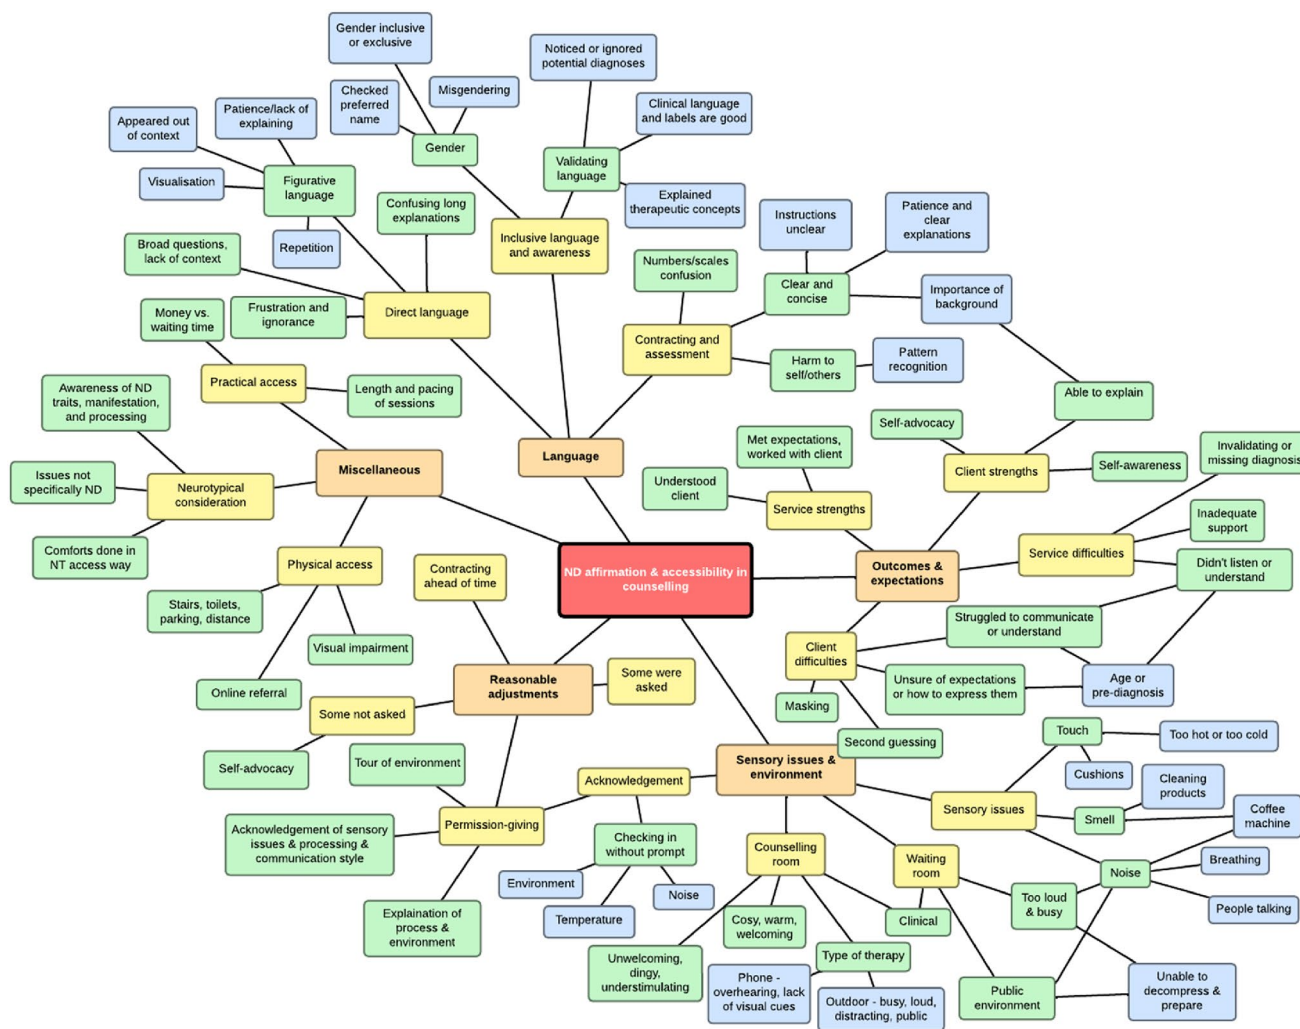 Gender inclusive
or exclusive
Noticed or ignored
potential diagnoses
Checked
preferred
name
Misgendering
Clinical language
and labels are good
Patience/lack of
explaining
Appeared out
of context
Gender
Validating
language
Visualisation
Figurative
language
Confusing long
explanations
Explained
therapeutic concepts
Instructions
unclear
Patience and
clear
explanations
Repetition
Inclusive language
and awareness
Broad questions,
lack of context
Numbers/scales
confusion
Clear and
concise
Importance of
background
Money vs.
waiting time
Frustration and
ignorance
Direct language
Contracting and
assessment
Harm to
self/others
Pattern
recognition
Practical access
Length and pacing
of sessions
Awareness of ND
traits, manifestation,
and processing
Able to explain
Self-advocacy
Met expectations,
worked with client
Invalidating or
missing diagnosis
Miscellaneous
Language
Client strengths
Self-awareness
Issues not
specifically ND
Neurotypical
consideration
Understood
client
Service strengths
Inadequate
support
Comforts done in
NT access way
Physical access
Contracting
ahead of time
ND affirmation & accessibility in
counselling
Outcomes &
expectations
Service difficulties
Didn't listen or
understand
Stairs, toilets,
parking, distance
Visual impairment
Struggled to communicate
or understand
Client
difficulties
Online referral
Reasonable
adjustments
Some were
asked
Unsure of expectations
or how to express them
Age or
pre-diagnosis
Some not asked
Masking
Self-advocacy
Tour of environment
Second guessing
Touch
Too hot or too cold
Acknowledgement
Sensory issues &
environment
Cushions
Cleaning
products
Acknowledgement of sensory
issues & processing &
communication style
Permission-giving
Sensory issues
Smell
Coffee
machine
Checking in
without prompt
Counselling
room
Waiting
room
Noise
Breathing
Environment
Noise
Temperature
Too loud
& busy
People talking
Explaination of
process &
environment
Cosy, warm,
welcoming
Clinical
Unwelcoming,
dingy,
understimulating
Type of therapy
Phone -
overhearing, lack
of visual cues
Outdoor - busy, loud,
distracting, public
Public
environment
Unable to
decompress &
prepare